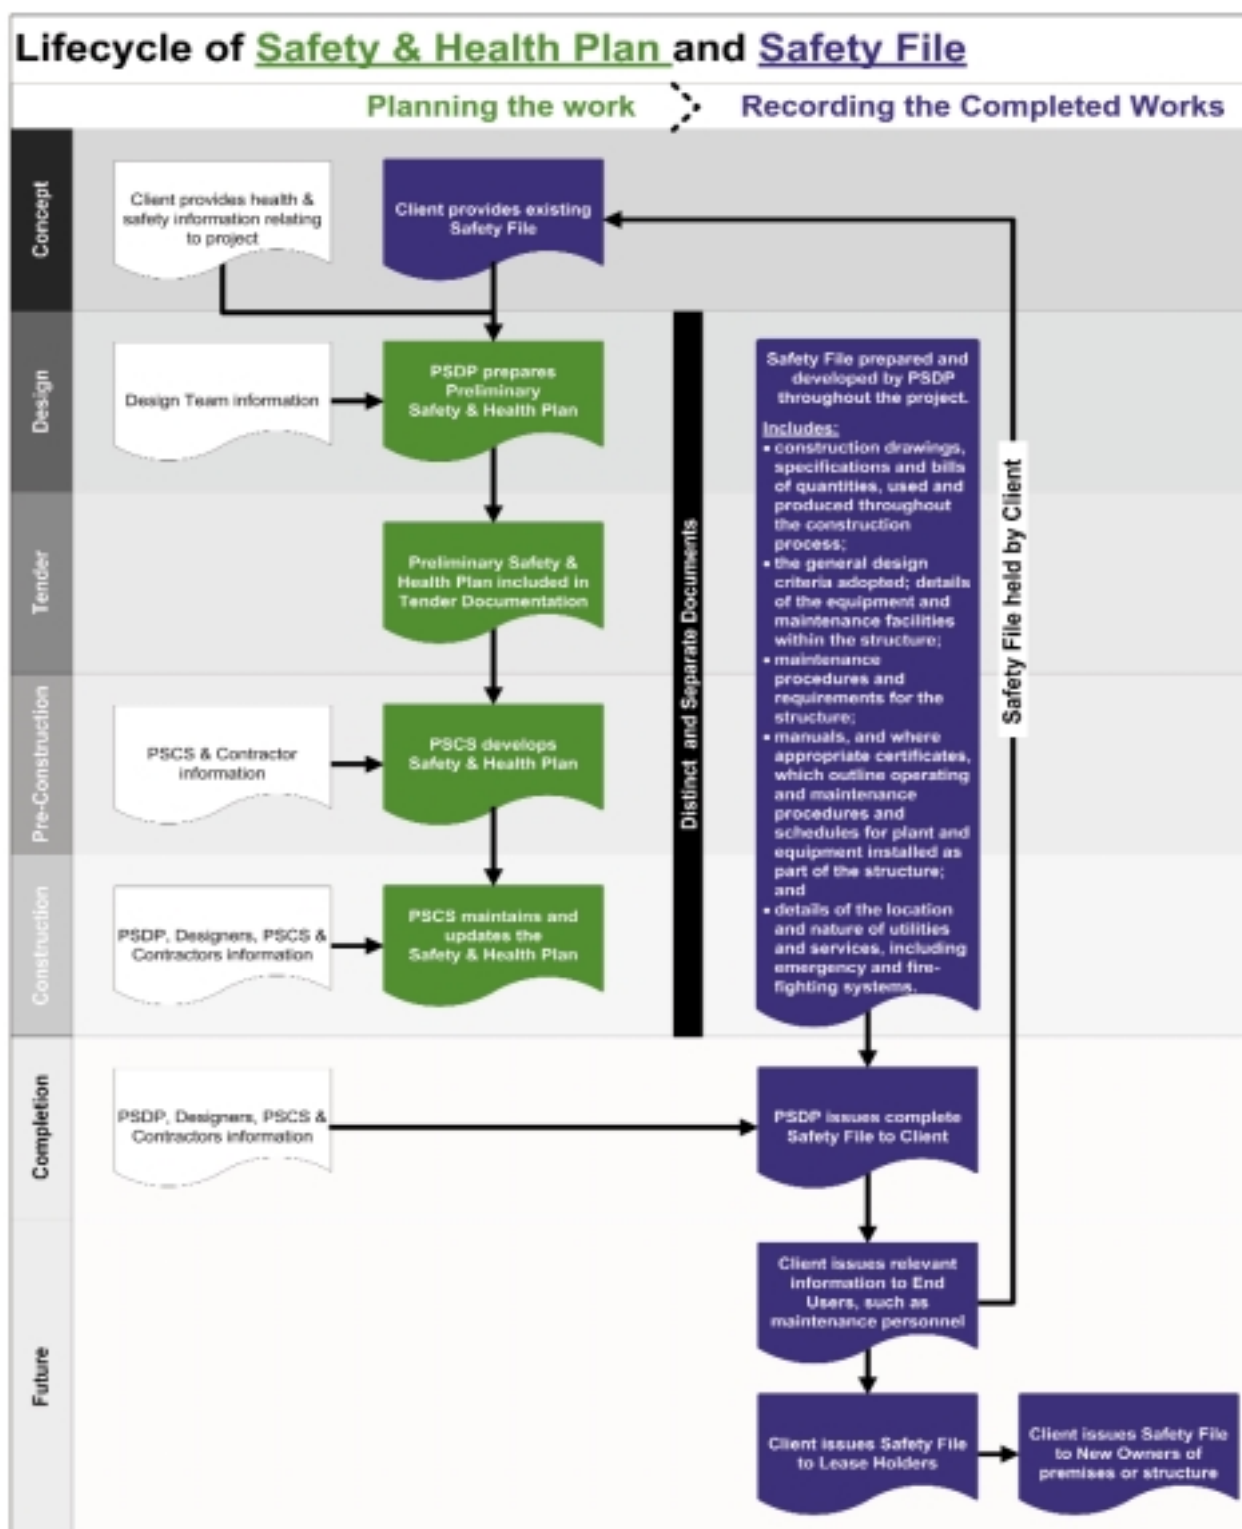 Lifecycle of Safety & Health Plan and Safety File
Planning the work
Recording the Completed Works
Concept
Client provides health &
safety information relating
to project
Client provides existing
Safety File
Design
Design Team information
PSDP prepares
Preliminary
Safety & Health Plan
Tender
Preliminary Safety &
Health Plan included in
Tender Documentation
Pre-Construction
PSCS & Contractor
information
PSCS develops
Safety & Health Plan
Construction
PSDP, Designers, PSCS &
Contractors information
PSCS maintains and
updates the
Safety & Health Plan
Distinct and Separate Documents
Safety File prepared and
developed by PSDP
throughout the project.
Includes:
• construction drawings,
specifications and bills
of quantities, used and
produced throughout
the construction
process;
• the general design
criteria adopted; details
of the equipment and
maintenance facilities
within the structure;
• maintenance
procedures and
requirements for the
structure;
• manuals, and where
appropriate certificates,
which outline operating
and maintenance
procedures and
schedules for plant and
equipment installed as
part of the structure;
and
• details of the location
and nature of utilities
and services, including
emergency and fire-
fighting systems.
Safety File held by Client
Completion
PSDP, Designers, PSCS &
Contractors information
PSDP issues complete
Safety File to Client
Future
Client issues relevant
information to End
Users, such as
maintenance personnel
Client issues Safety File
to Lease Holders
Client issues Safety File
to New Owners of
premises or structure